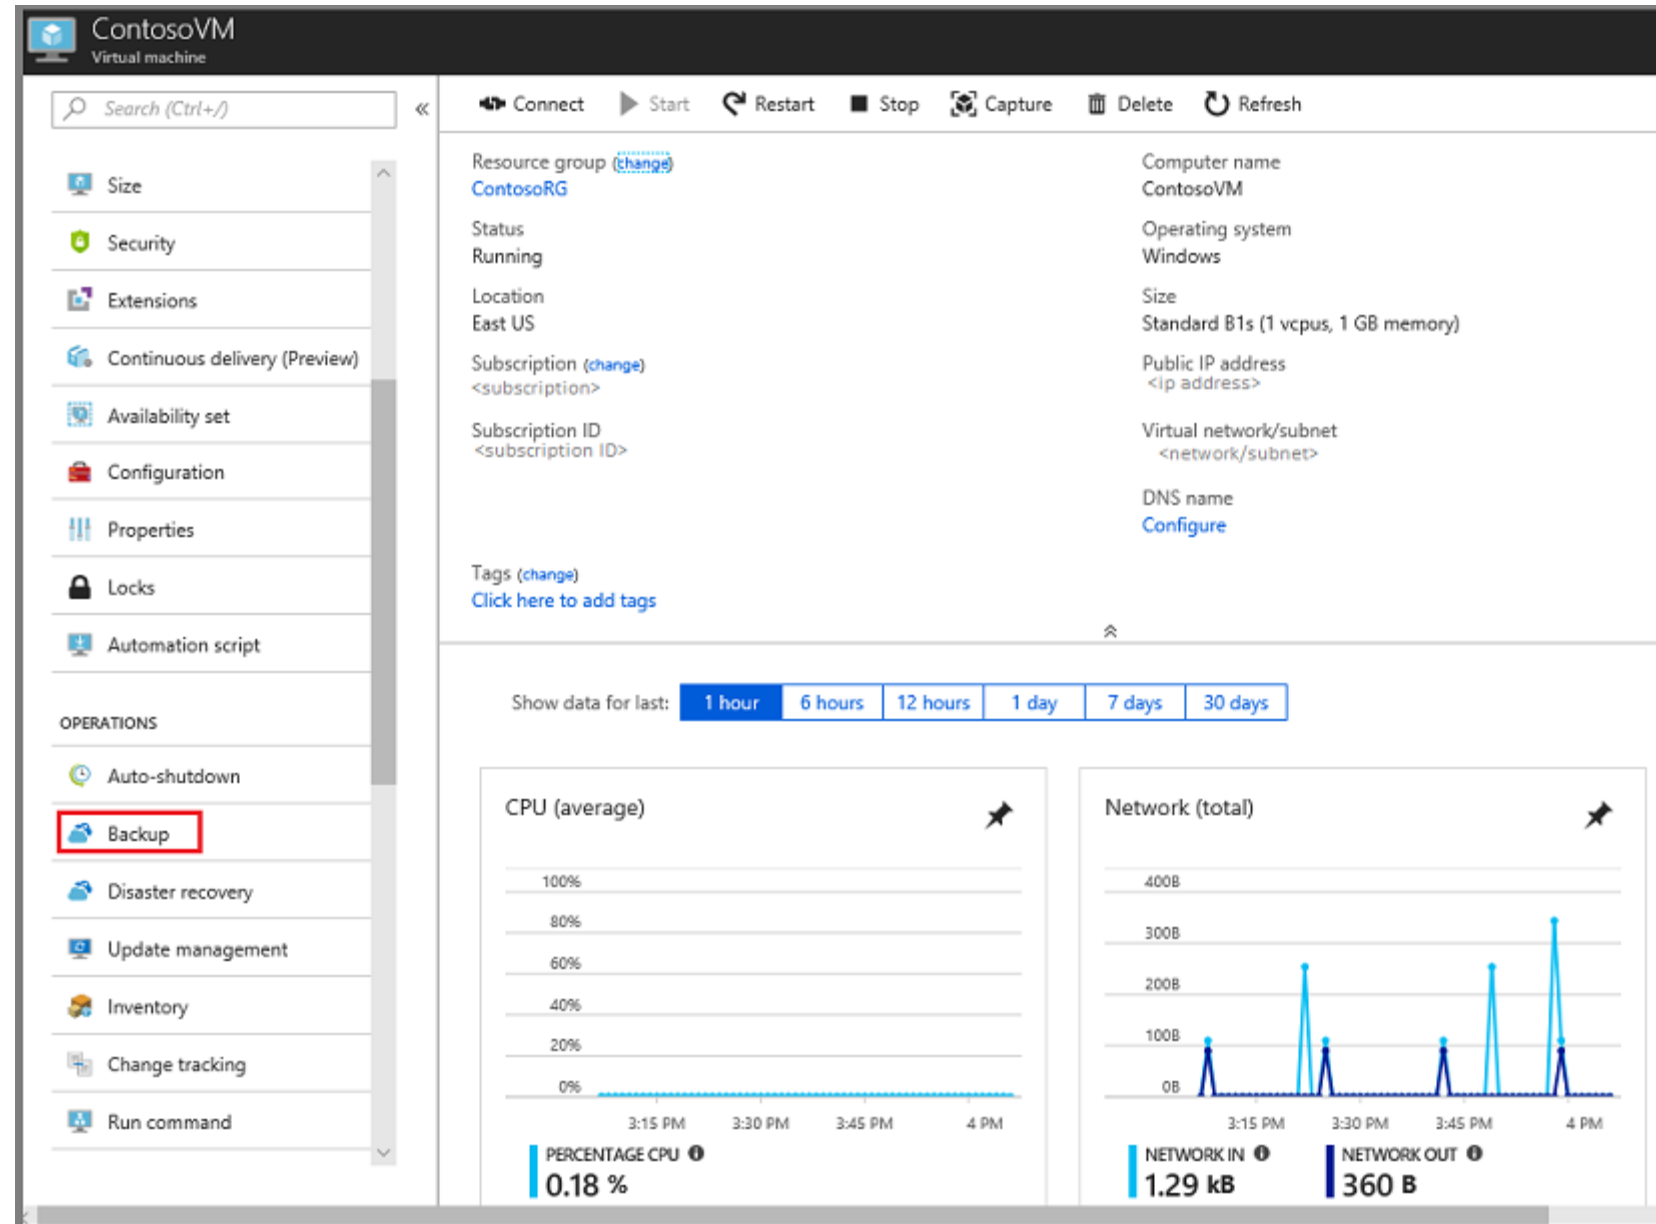 ContosoVM
Virtual machine
Search (Ctrl+/)
«
Size
Security
Extensions
Continuous delivery (Preview)
Availability set
Configuration
Properties
Locks
Automation script
OPERATIONS
Auto-shutdown
Backup
Disaster recovery
Update management
Inventory
Change tracking
Run command
Connect Start Restart Stop Capture Delete Refresh
Resource group (change)
ContosoRG
Status
Running
Location
East US
Subscription (change)
<subscription>
Subscription ID
<subscription ID>
Computer name
ContosoVM
Operating system
Windows
Size
Standard B1s (1 vcpus, 1 GB memory)
Public IP address
<ip address>
Virtual network/subnet
<network/subnet>
DNS name
Configure
Tags (change)
Click here to add tags
Show data for last: 1 hour 6 hours 12 hours 1 day 7 days 30 days
CPU (average)
100%
80%
60%
40%
20%
0%
3:15 PM 3:30 PM 3:45 PM 4 PM
PERCENTAGE CPU
0.18 %
Network (total)
400B
300B
200B
100B
0B
3:15 PM 3:30 PM 3:45 PM 4 PM
NETWORK IN
1.29 kB
NETWORK OUT
360 B